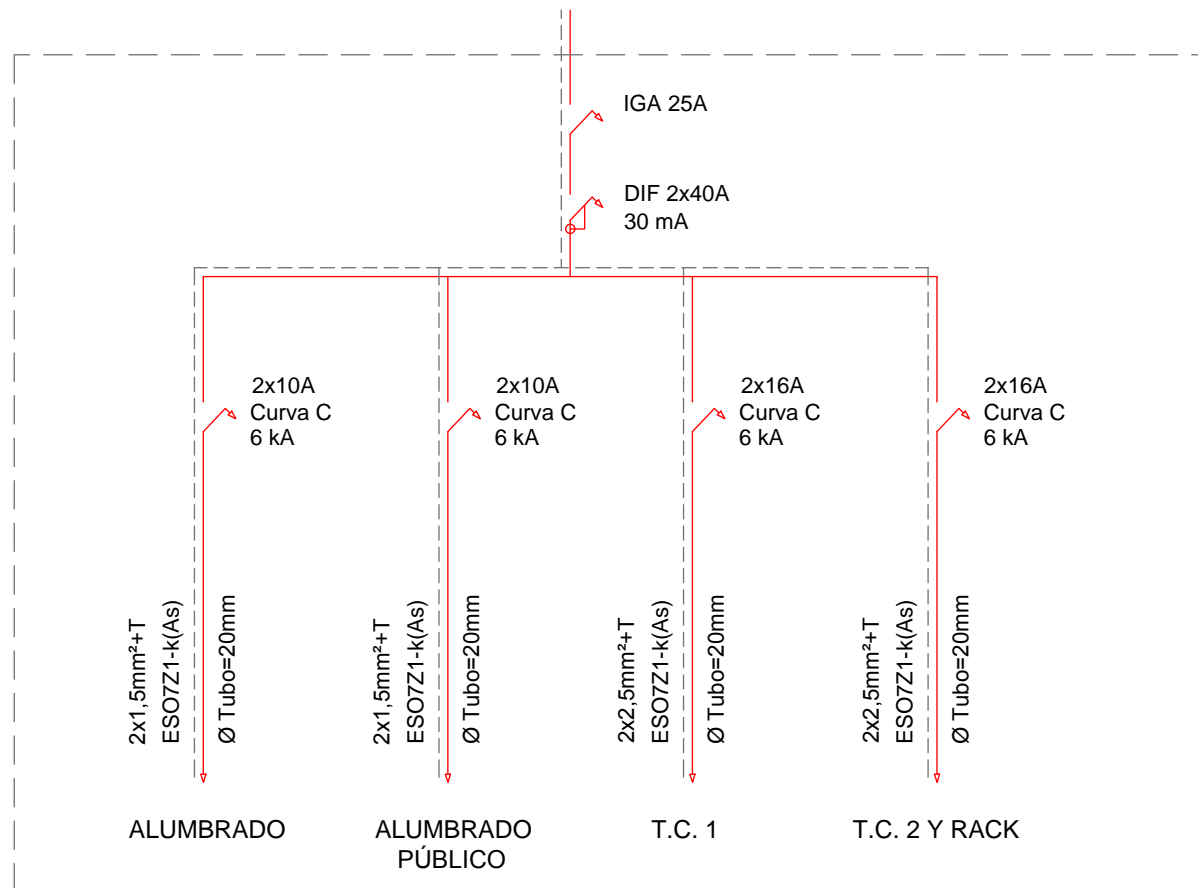 IGA 25A
DIF 2x40A
30 mA
2x10A
Curva C
6 kA
2x10A
Curva C
6 kA
2x16A
Curva C
6 kA
2x16A
Curva C
6 kA
2x1,5mm²+T
ESO7Z1-k(As)
Ø Tubo=20mm
2x1,5mm²+T
ESO7Z1-k(As)
Ø Tubo=20mm
2x2,5mm²+T
ESO7Z1-k(As)
Ø Tubo=20mm
2x2,5mm²+T
ESO7Z1-k(As)
Ø Tubo=20mm
ALUMBRADO
ALUMBRADO
PÚBLICO
T.C. 1
T.C. 2 Y RACK